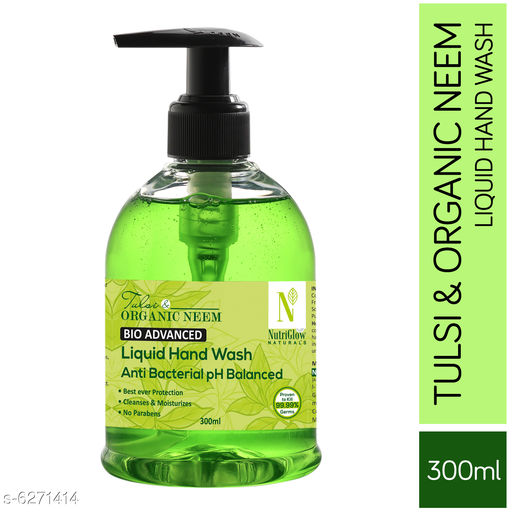 Tulsi &
ORGANIC NEEM
BIO ADVANCED
Liquid Hand Wash
Anti Bacterial pH Balanced
• Best ever Protection
• Cleanses & Moisturizes
• No Parabens
300ml
N
NutriGlow
NATURALS
Proven to Kill
99.99%
Germs
TULSI & ORGANIC NEEM
LIQUID HAND WASH
300ml
s-6271414